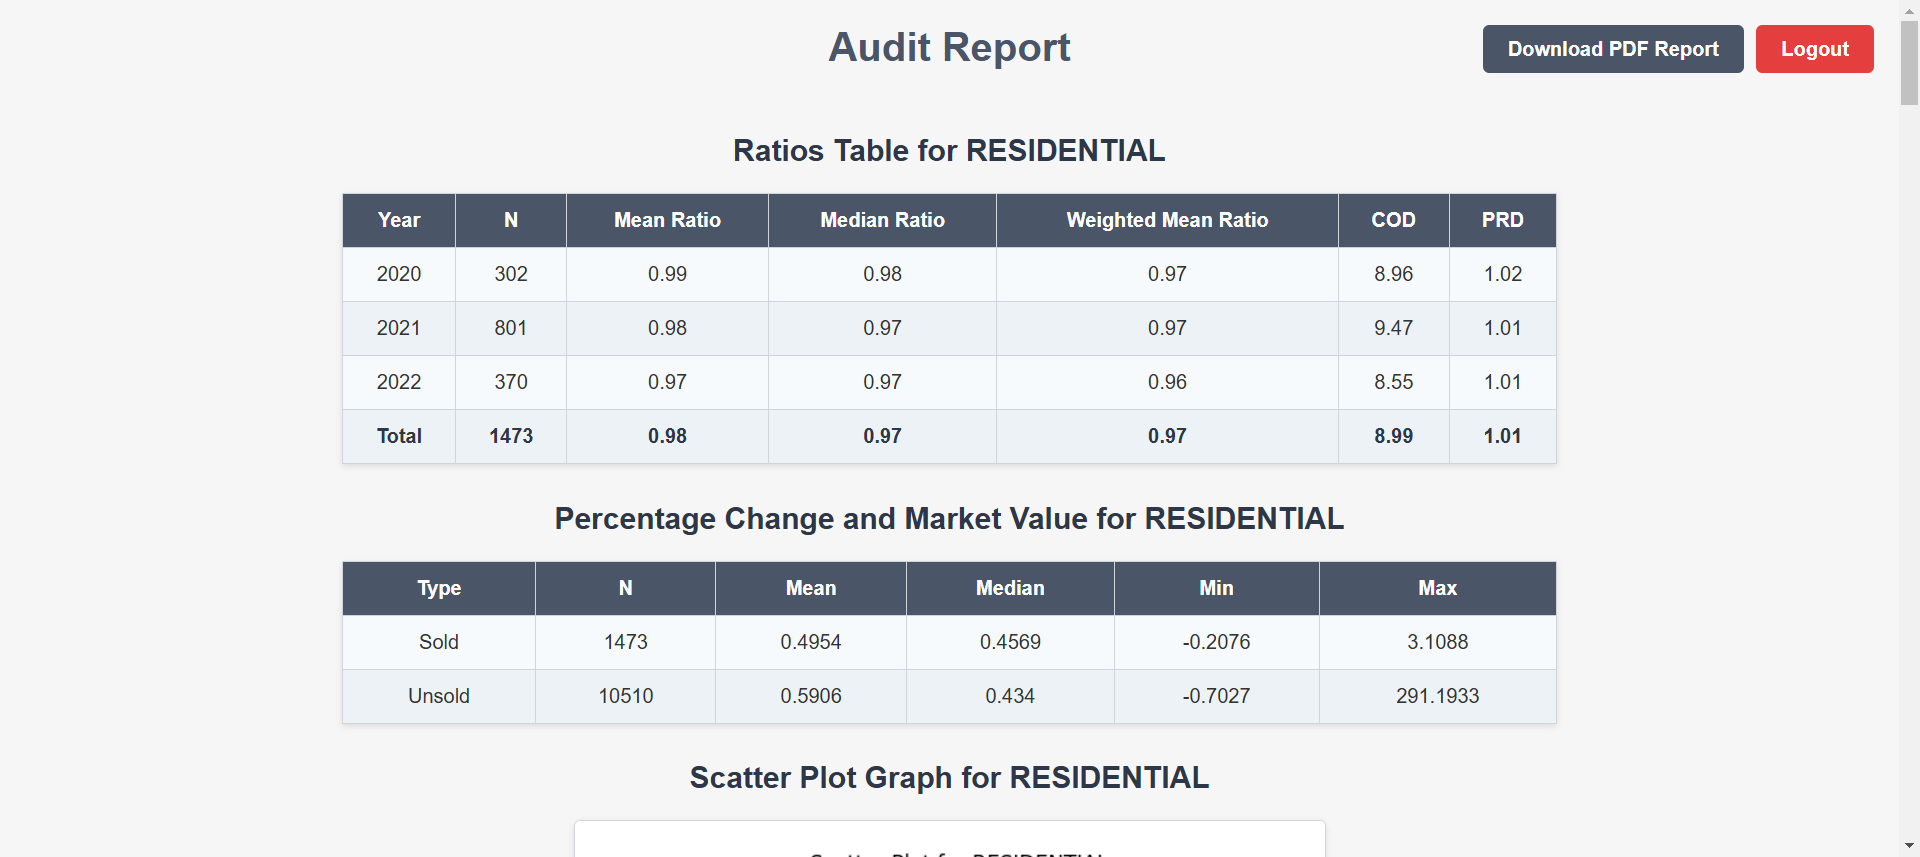 Audit Report
Download PDF Report
Logout
Ratios Table for RESIDENTIAL
Year N Mean Ratio Median Ratio Weighted Mean Ratio COD PRD
2020 302 0.99 0.98 0.97 8.96 1.02
2021 801 0.98 0.97 0.97 9.47 1.01
2022 370 0.97 0.97 0.96 8.55 1.01
Total 1473 0.98 0.97 0.97 8.99 1.01
Percentage Change and Market Value for RESIDENTIAL
Type N Mean Median Min Max
Sold 1473 0.4954 0.4569 -0.2076 3.1088
Unsold 10510 0.5906 0.434 -0.7027 291.1933
Scatter Plot Graph for RESIDENTIAL
Scatter Plot for RESIDENTIAL